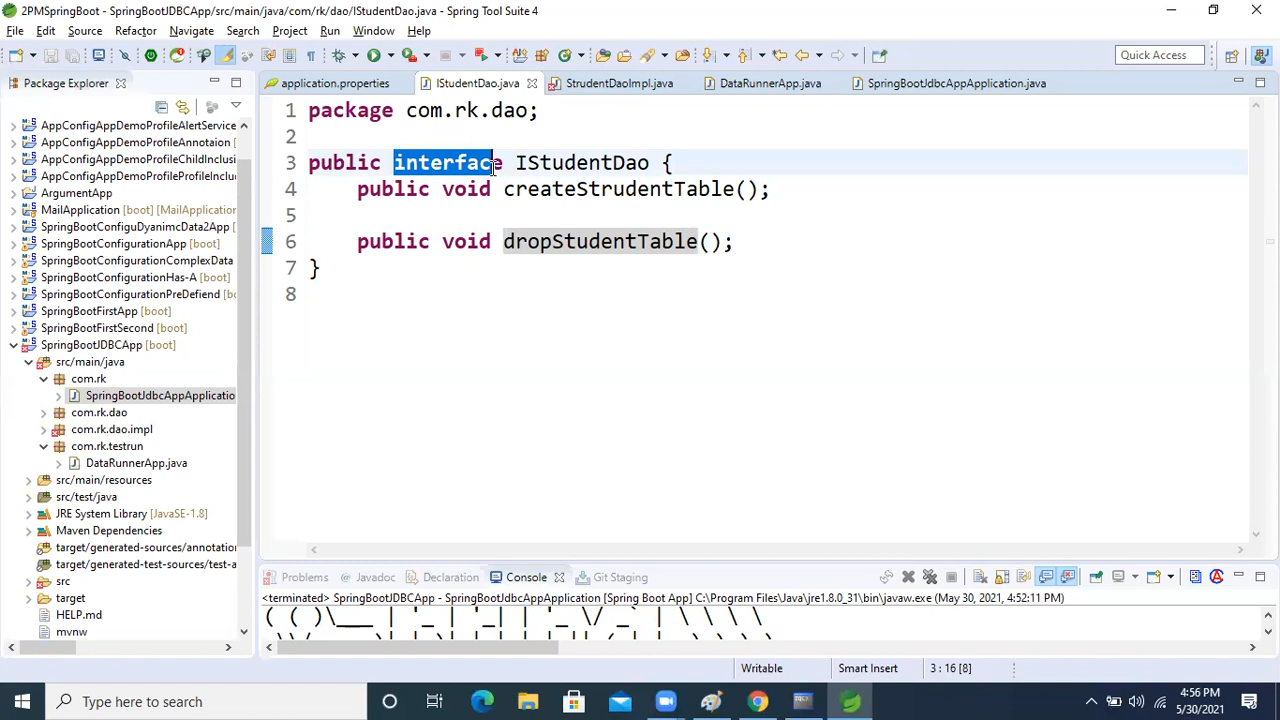 2PMSpringBoot - SpringBootJDBCApp/src/main/java/com/rk/dao/IStudentDao.java - Spring Tool Suite 4
File Edit Source Refactor Navigate Search Project Run Window Help
Quick Access
Package Explorer
application.properties
IStudentDao.java
StrudentDaoImpl.java
DataRunnerApp.java
SpringBootJdbcAppApplication.java
AppConfigAppDemoProfileAlertService
AppConfigAppDemoProfileAnnotaion
AppConfigAppDemoProfileChildInclusi
AppConfigAppDemoProfileProfileInclusi
ArgumentApp
MailApplication [boot] [MailApplication
SpringBootConfiguDyanimcData2App
SpringBootConfigurationApp [boot]
SpringBootConfigurationComplexData
SpringBootConfigurationHas-A [boot]
SpringBootConfigurationPreDefiend
SpringBootFirstApp [boot]
SpringBootFirstSecond [boot]
SpringBootJDBCApp [boot]
src/main/java
com.rk
SpringBootJdbcAppApplicatio
com.rk.dao
com.rk.dao.impl
com.rk.testrun
DataRunnerApp.java
src/main/resources
src/test/java
JRE System Library [JavaSE-1.8]
Maven Dependencies
target/generated-sources/annotation
target/generated-test-sources/test-a
src
target
HELP.md
mvnw
1 package com.rk.dao;
2
3 public interface IStudentDao {
4 public void createStrudentTable();
5
6 public void dropStudentTable();
7 }
8
Problems Javadoc Declaration Console Git Staging
<terminated> SpringBootJDBCApp - SpringBootJdbcAppApplication [Spring Boot App] C:\Program Files\Java\jre1.8.0_31\bin\javaw.exe (May 30, 2021, 4:52:11 PM)
( ( )\___ | '_ | '_| | '_ \/ _` | \ \ \ \
Writable Smart Insert 3 : 16 [8]
Type here to search
4:56 PM
5/30/2021